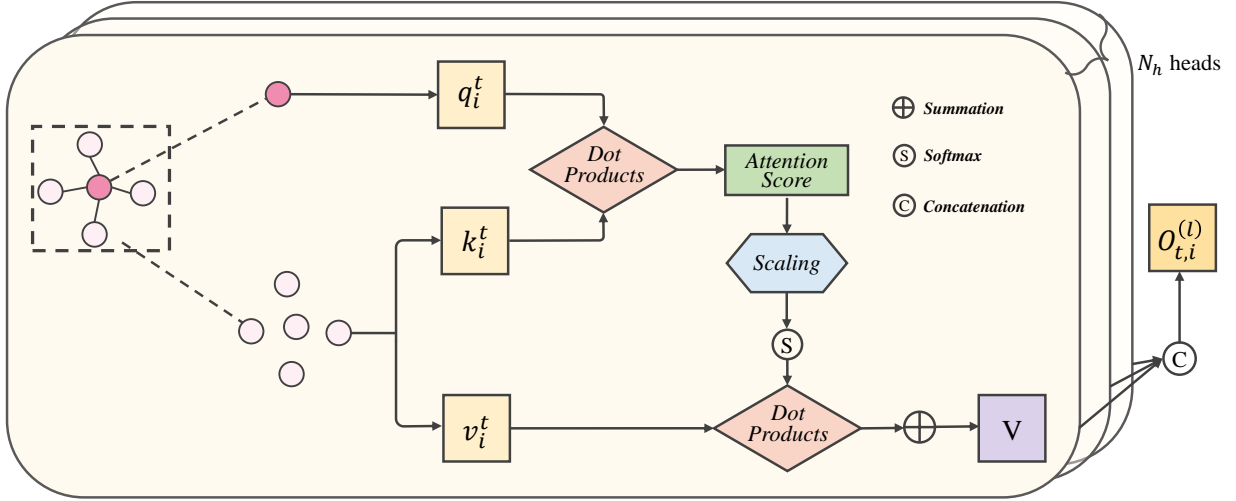 N_h heads
q_i^t
Dot
Products
Attention
Score
k_i^t
Scaling
S
v_i^t
Dot
Products
V
⊕ Summation
S Softmax
C Concatenation
O_{t,i}^{(l)}
C